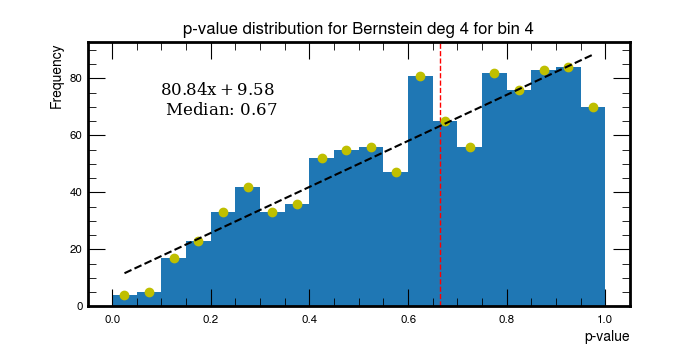 p-value distribution for Bernstein deg 4 for bin 4
Frequency
80.84x + 9.58
Median: 0.67
80
60
40
20
0
0.0 0.2 0.4 0.6 0.8 1.0
p-value